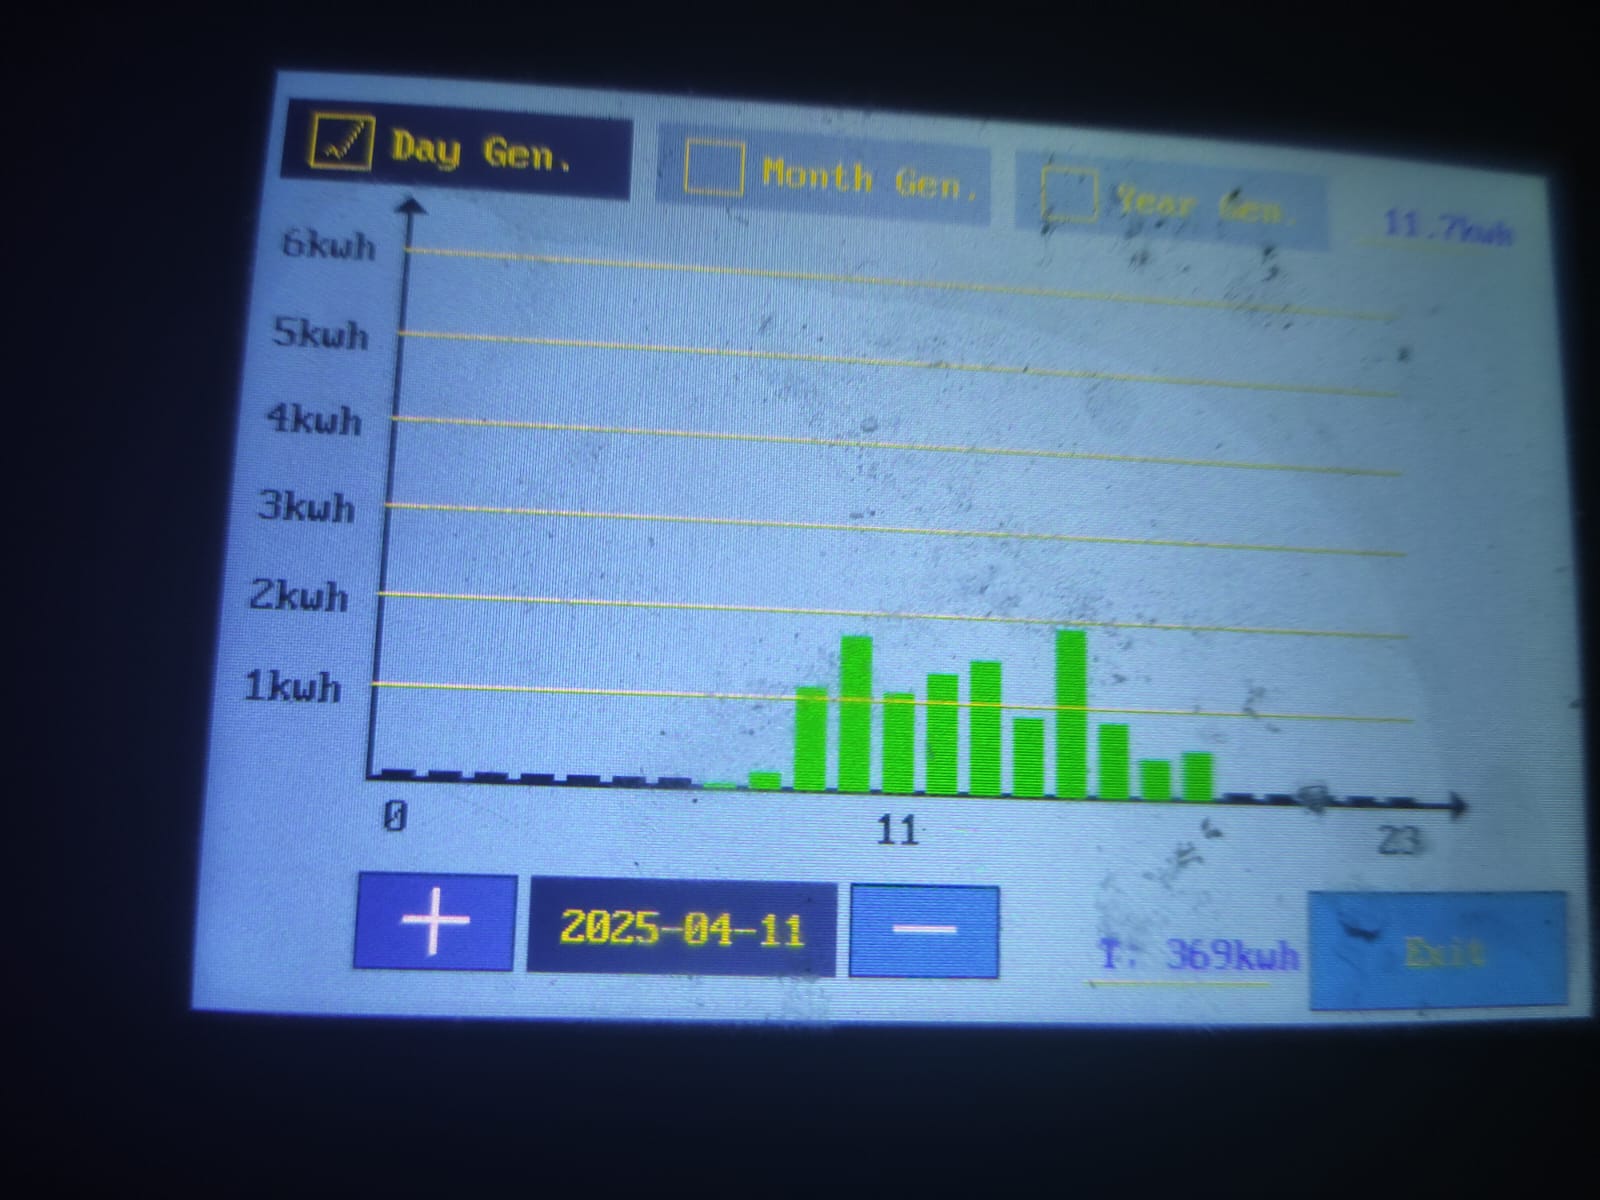 Day Gen.
Month Gen.
Year Gen.
11.7kwh
6kwh
5kwh
4kwh
3kwh
2kwh
1kwh
0
11
23
2025-04-11
T: 369kwh
Exit